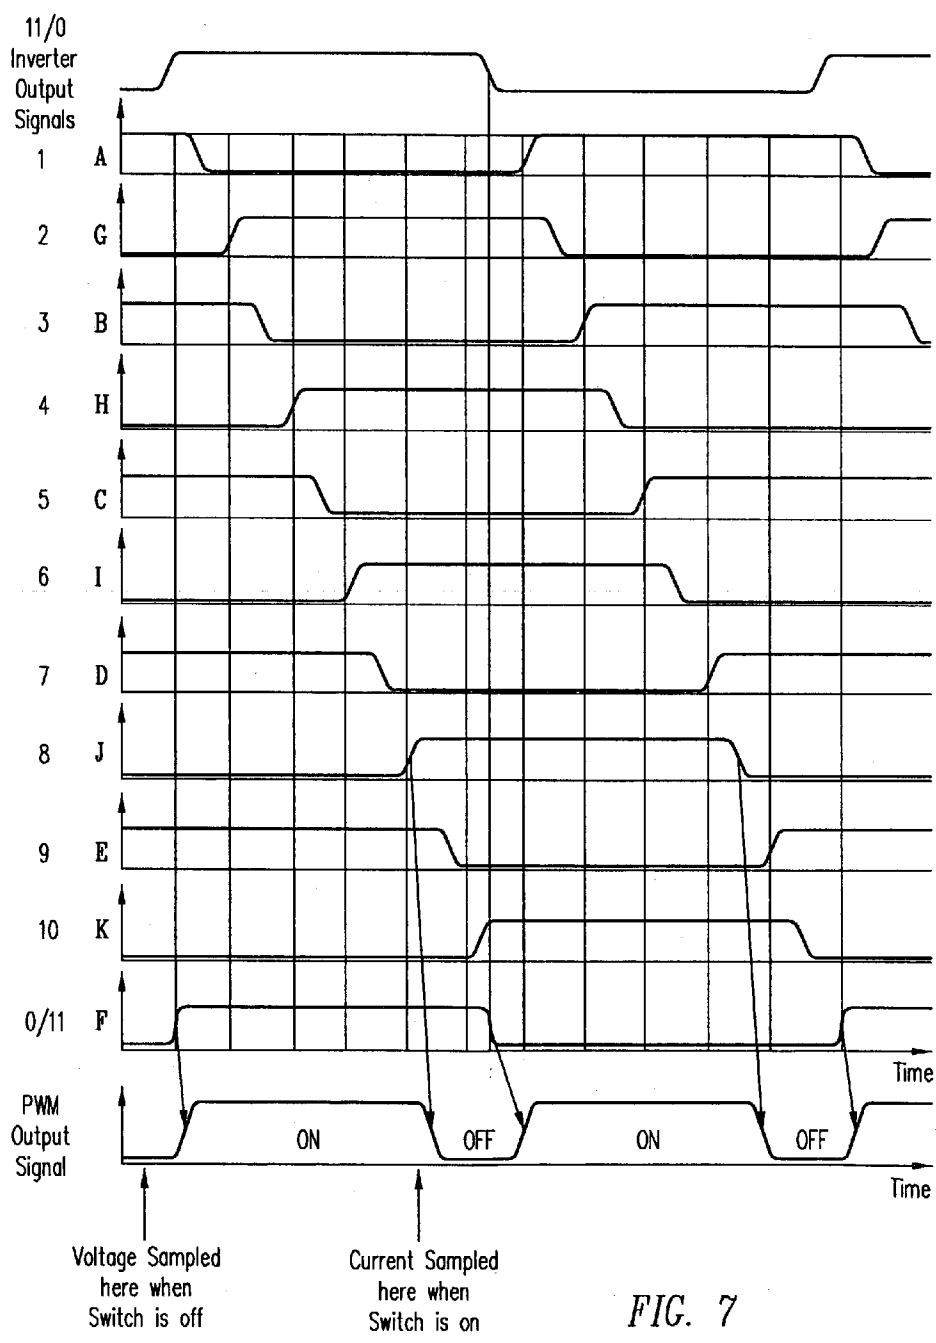 11/0
Inverter
Output
Signals
1 A
2 G
3 B
4 H
5 C
6 I
7 D
8 J
9 E
10 K
0/11 F
Time
PWM
Output
Signal
ON OFF ON OFF
Time
Voltage Sampled
here when
Switch is off
Current Sampled
here when
Switch is on
FIG. 7